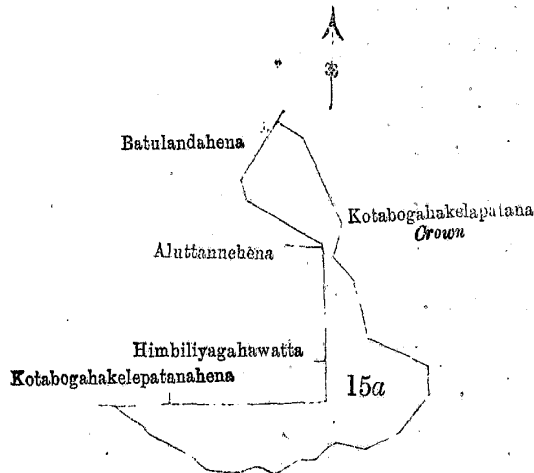 Batulandahena
Kotabogahakelapatana
Crown
Aluttannehena
Himbiliyagahawatta
Kotabogahakelepatanahena
15a